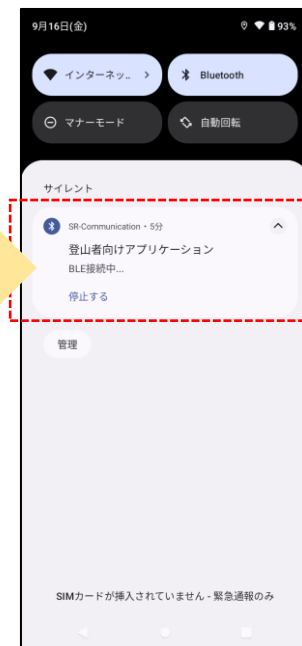 9月16日(金) 93%
インターネッ... Bluetooth
マナーモード 自動回転
サイレント
SR-Communication • 5分
登山者向けアプリケーション
BLE接続中...
停止する
管理
SIMカードが挿入されていません - 緊急通報のみ